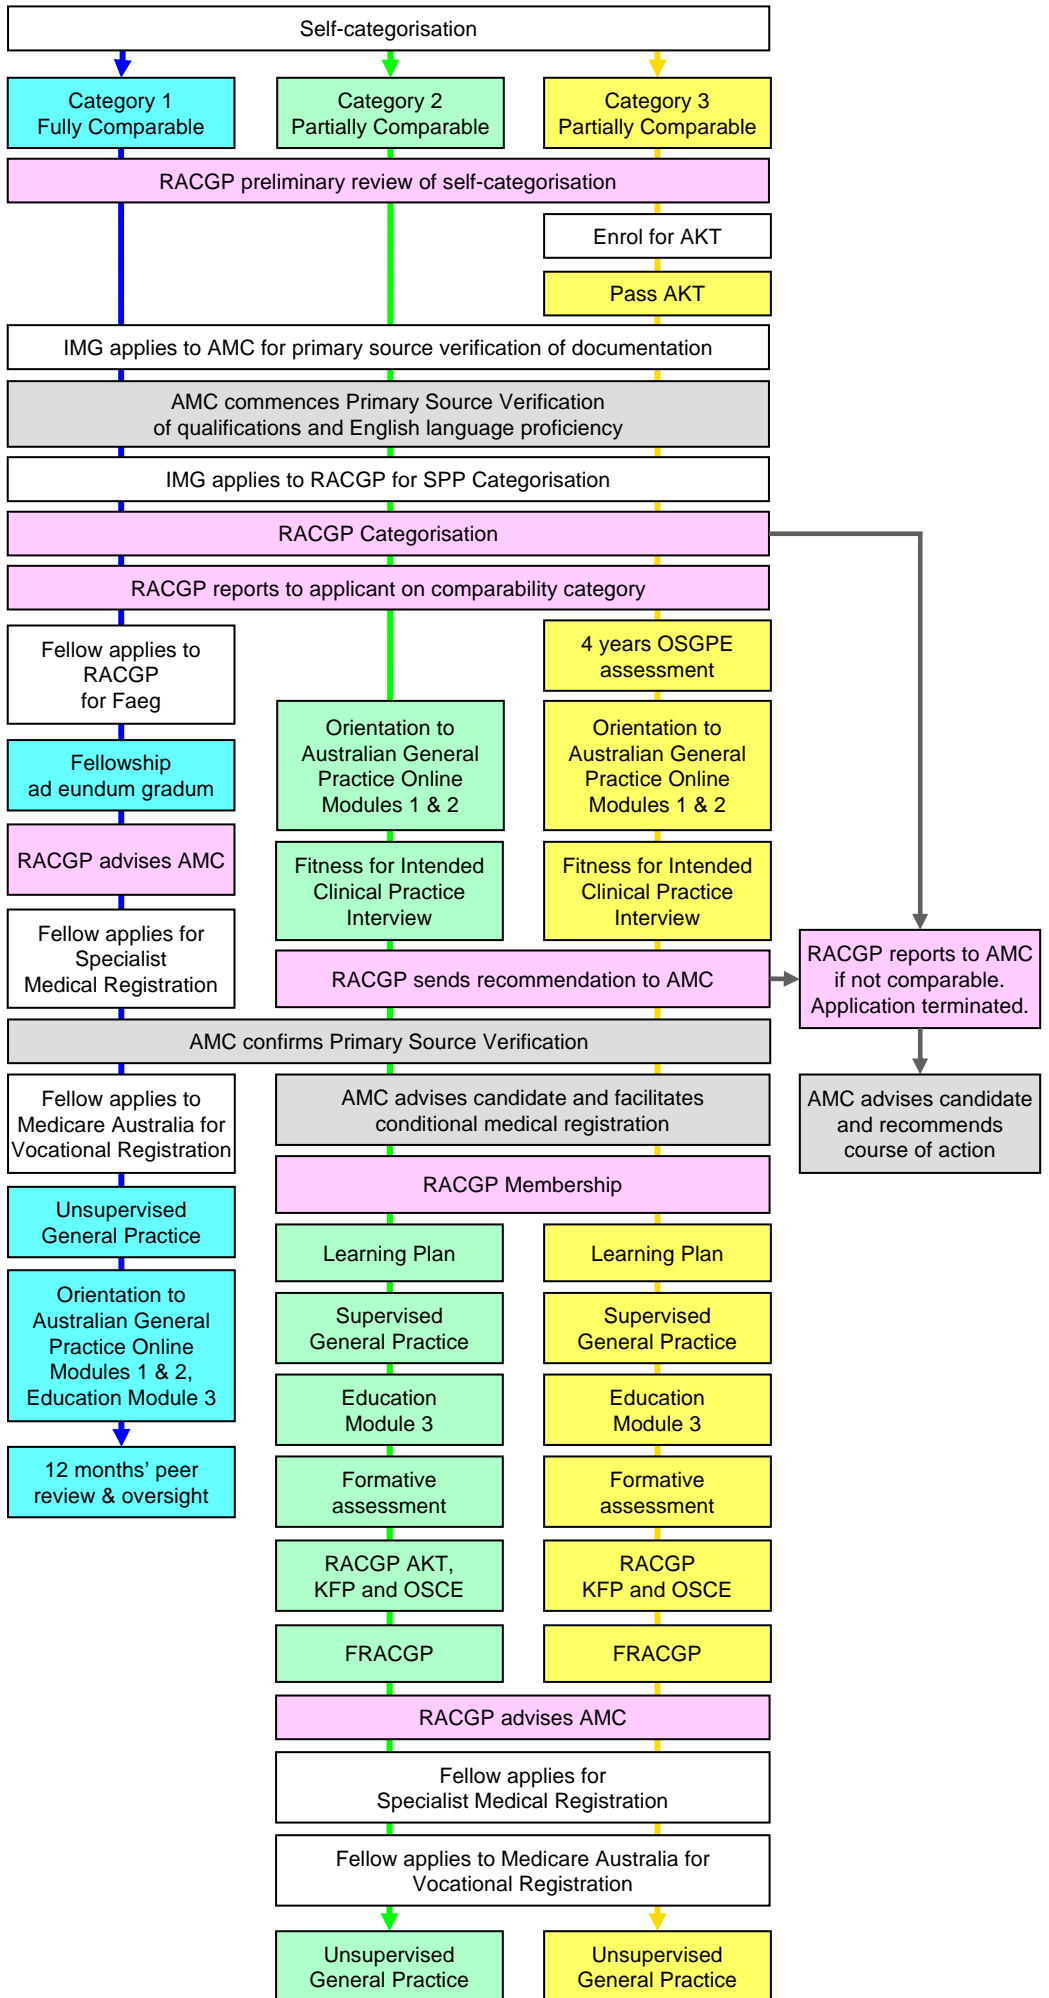 Self-categorisation
Category 1
Fully Comparable
Category 2
Partially Comparable
Category 3
Partially Comparable
RACGP preliminary review of self-categorisation
Enrol for AKT
Pass AKT
IMG applies to AMC for primary source verification of documentation
AMC commences Primary Source Verification
of qualifications and English language proficiency
IMG applies to RACGP for SPP Categorisation
RACGP Categorisation
RACGP reports to applicant on comparability category
Fellow applies to
RACGP
for Faeg
4 years OSGPE
assessment
Orientation to
Australian General
Practice Online
Modules 1 & 2
Orientation to
Australian General
Practice Online
Modules 1 & 2
Fellowship
ad eundum gradum
RACGP advises AMC
Fitness for Intended
Clinical Practice
Interview
Fitness for Intended
Clinical Practice
Interview
Fellow applies for
Specialist
Medical Registration
RACGP sends recommendation to AMC
RACGP reports to AMC
if not comparable.
Application terminated.
AMC confirms Primary Source Verification
Fellow applies to
Medicare Australia for
Vocational Registration
AMC advises candidate and facilitates
conditional medical registration
AMC advises candidate
and recommends
course of action
RACGP Membership
Unsupervised
General Practice
Learning Plan
Learning Plan
Orientation to
Australian General
Practice Online
Modules 1 & 2,
Education Module 3
Supervised
General Practice
Supervised
General Practice
Education
Module 3
Education
Module 3
12 months’ peer
review & oversight
Formative
assessment
Formative
assessment
RACGP AKT,
KFP and OSCE
RACGP
KFP and OSCE
FRACGP
FRACGP
RACGP advises AMC
Fellow applies for
Specialist Medical Registration
Fellow applies to Medicare Australia for
Vocational Registration
Unsupervised
General Practice
Unsupervised
General Practice